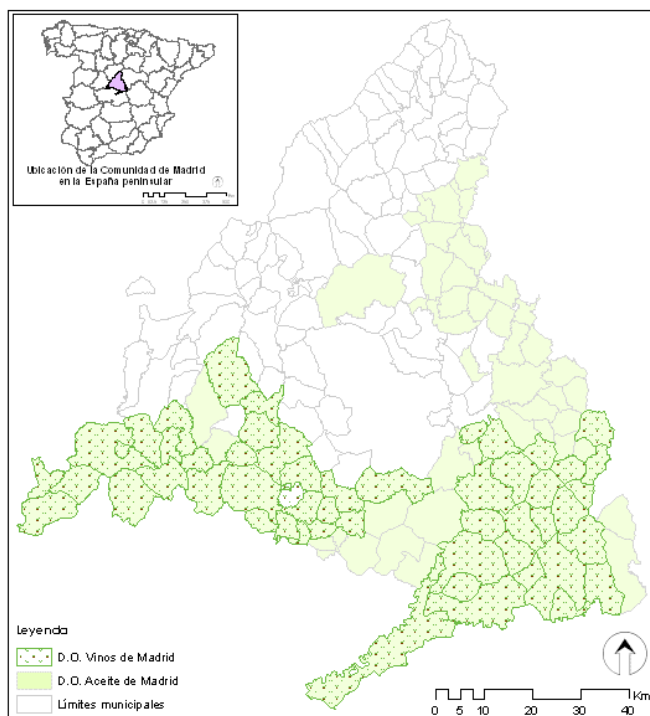 Ubicación de la Comunidad de Madrid
en la España peninsular
Leyenda
D.O. Vinos de Madrid
D.O. Aceite de Madrid
Límites municipales
Km
0 5 10 20 30 40